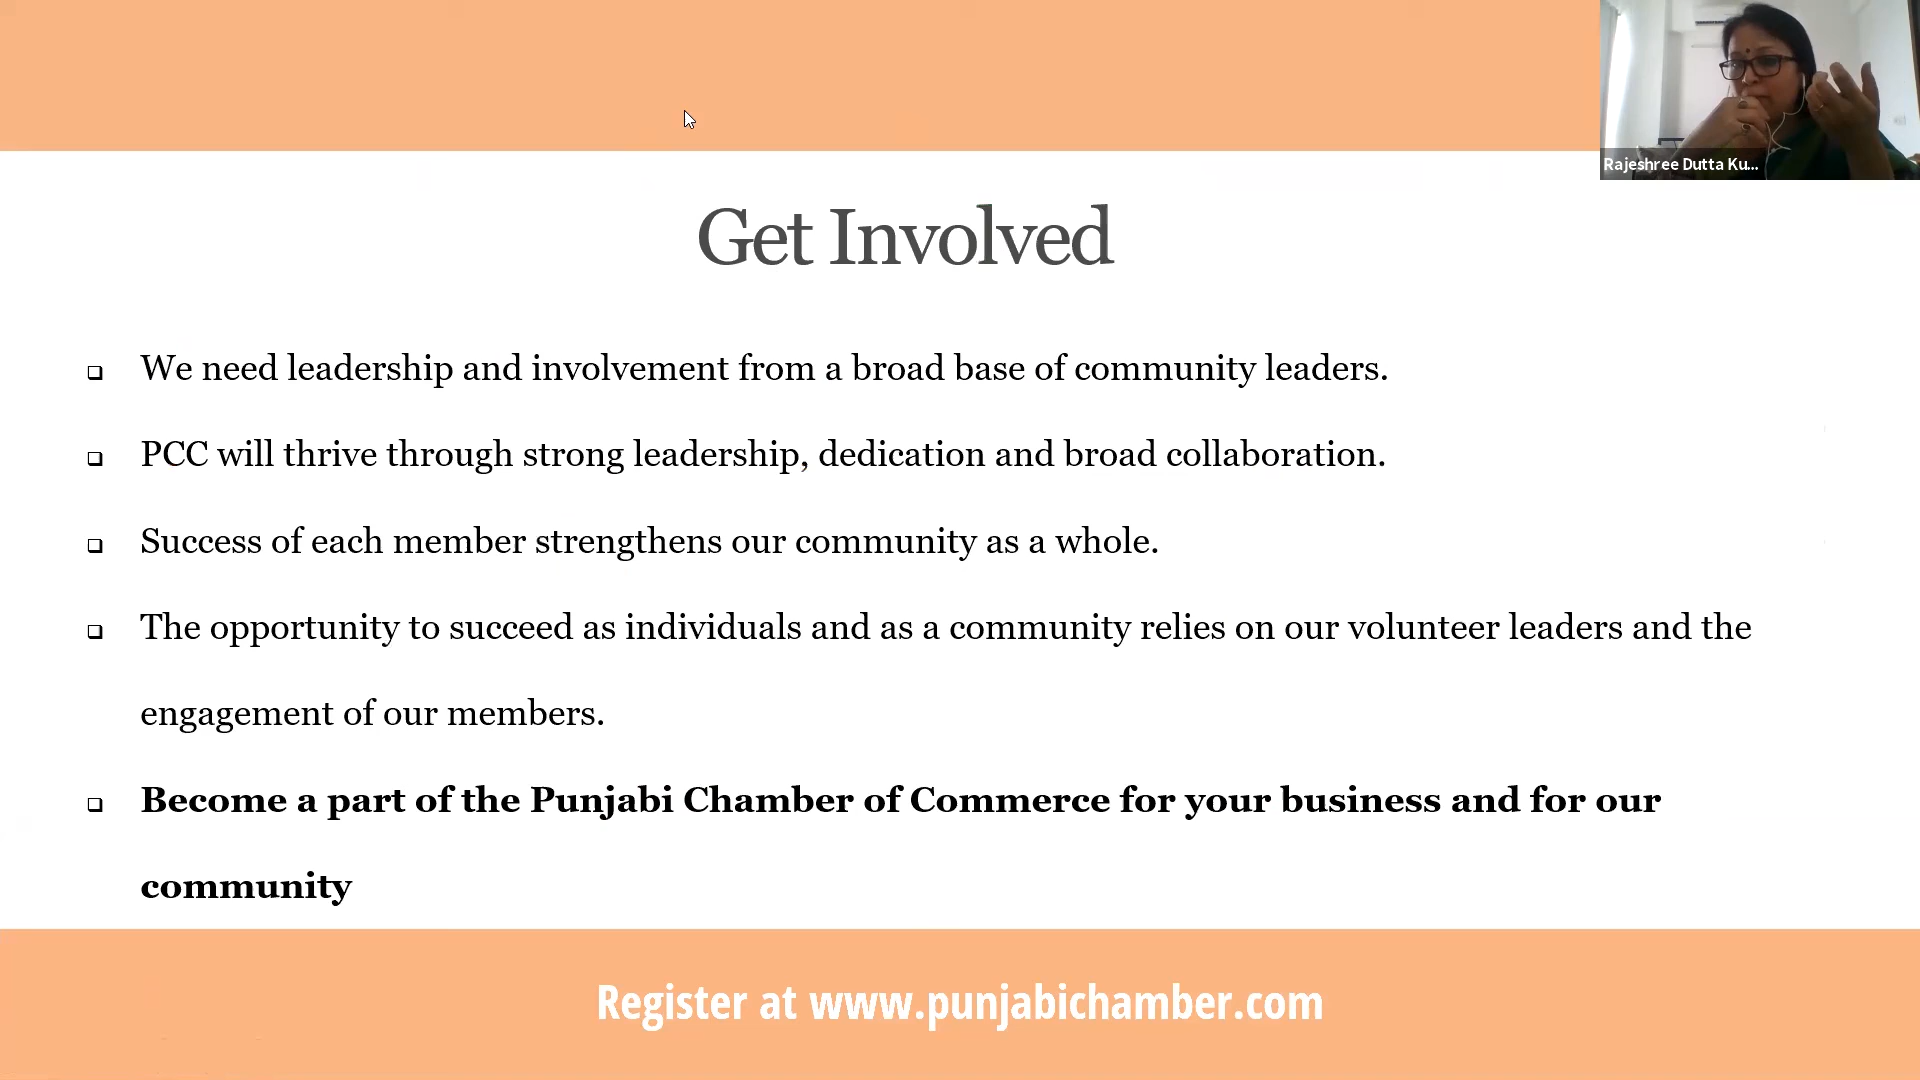 Rajeshree Dutta Ku...
Get Involved
We need leadership and involvement from a broad base of community leaders.
PCC will thrive through strong leadership, dedication and broad collaboration.
Success of each member strengthens our community as a whole.
The opportunity to succeed as individuals and as a community relies on our volunteer leaders and the
engagement of our members.
Become a part of the Punjabi Chamber of Commerce for your business and for our
community
Register at www.punjabichamber.com